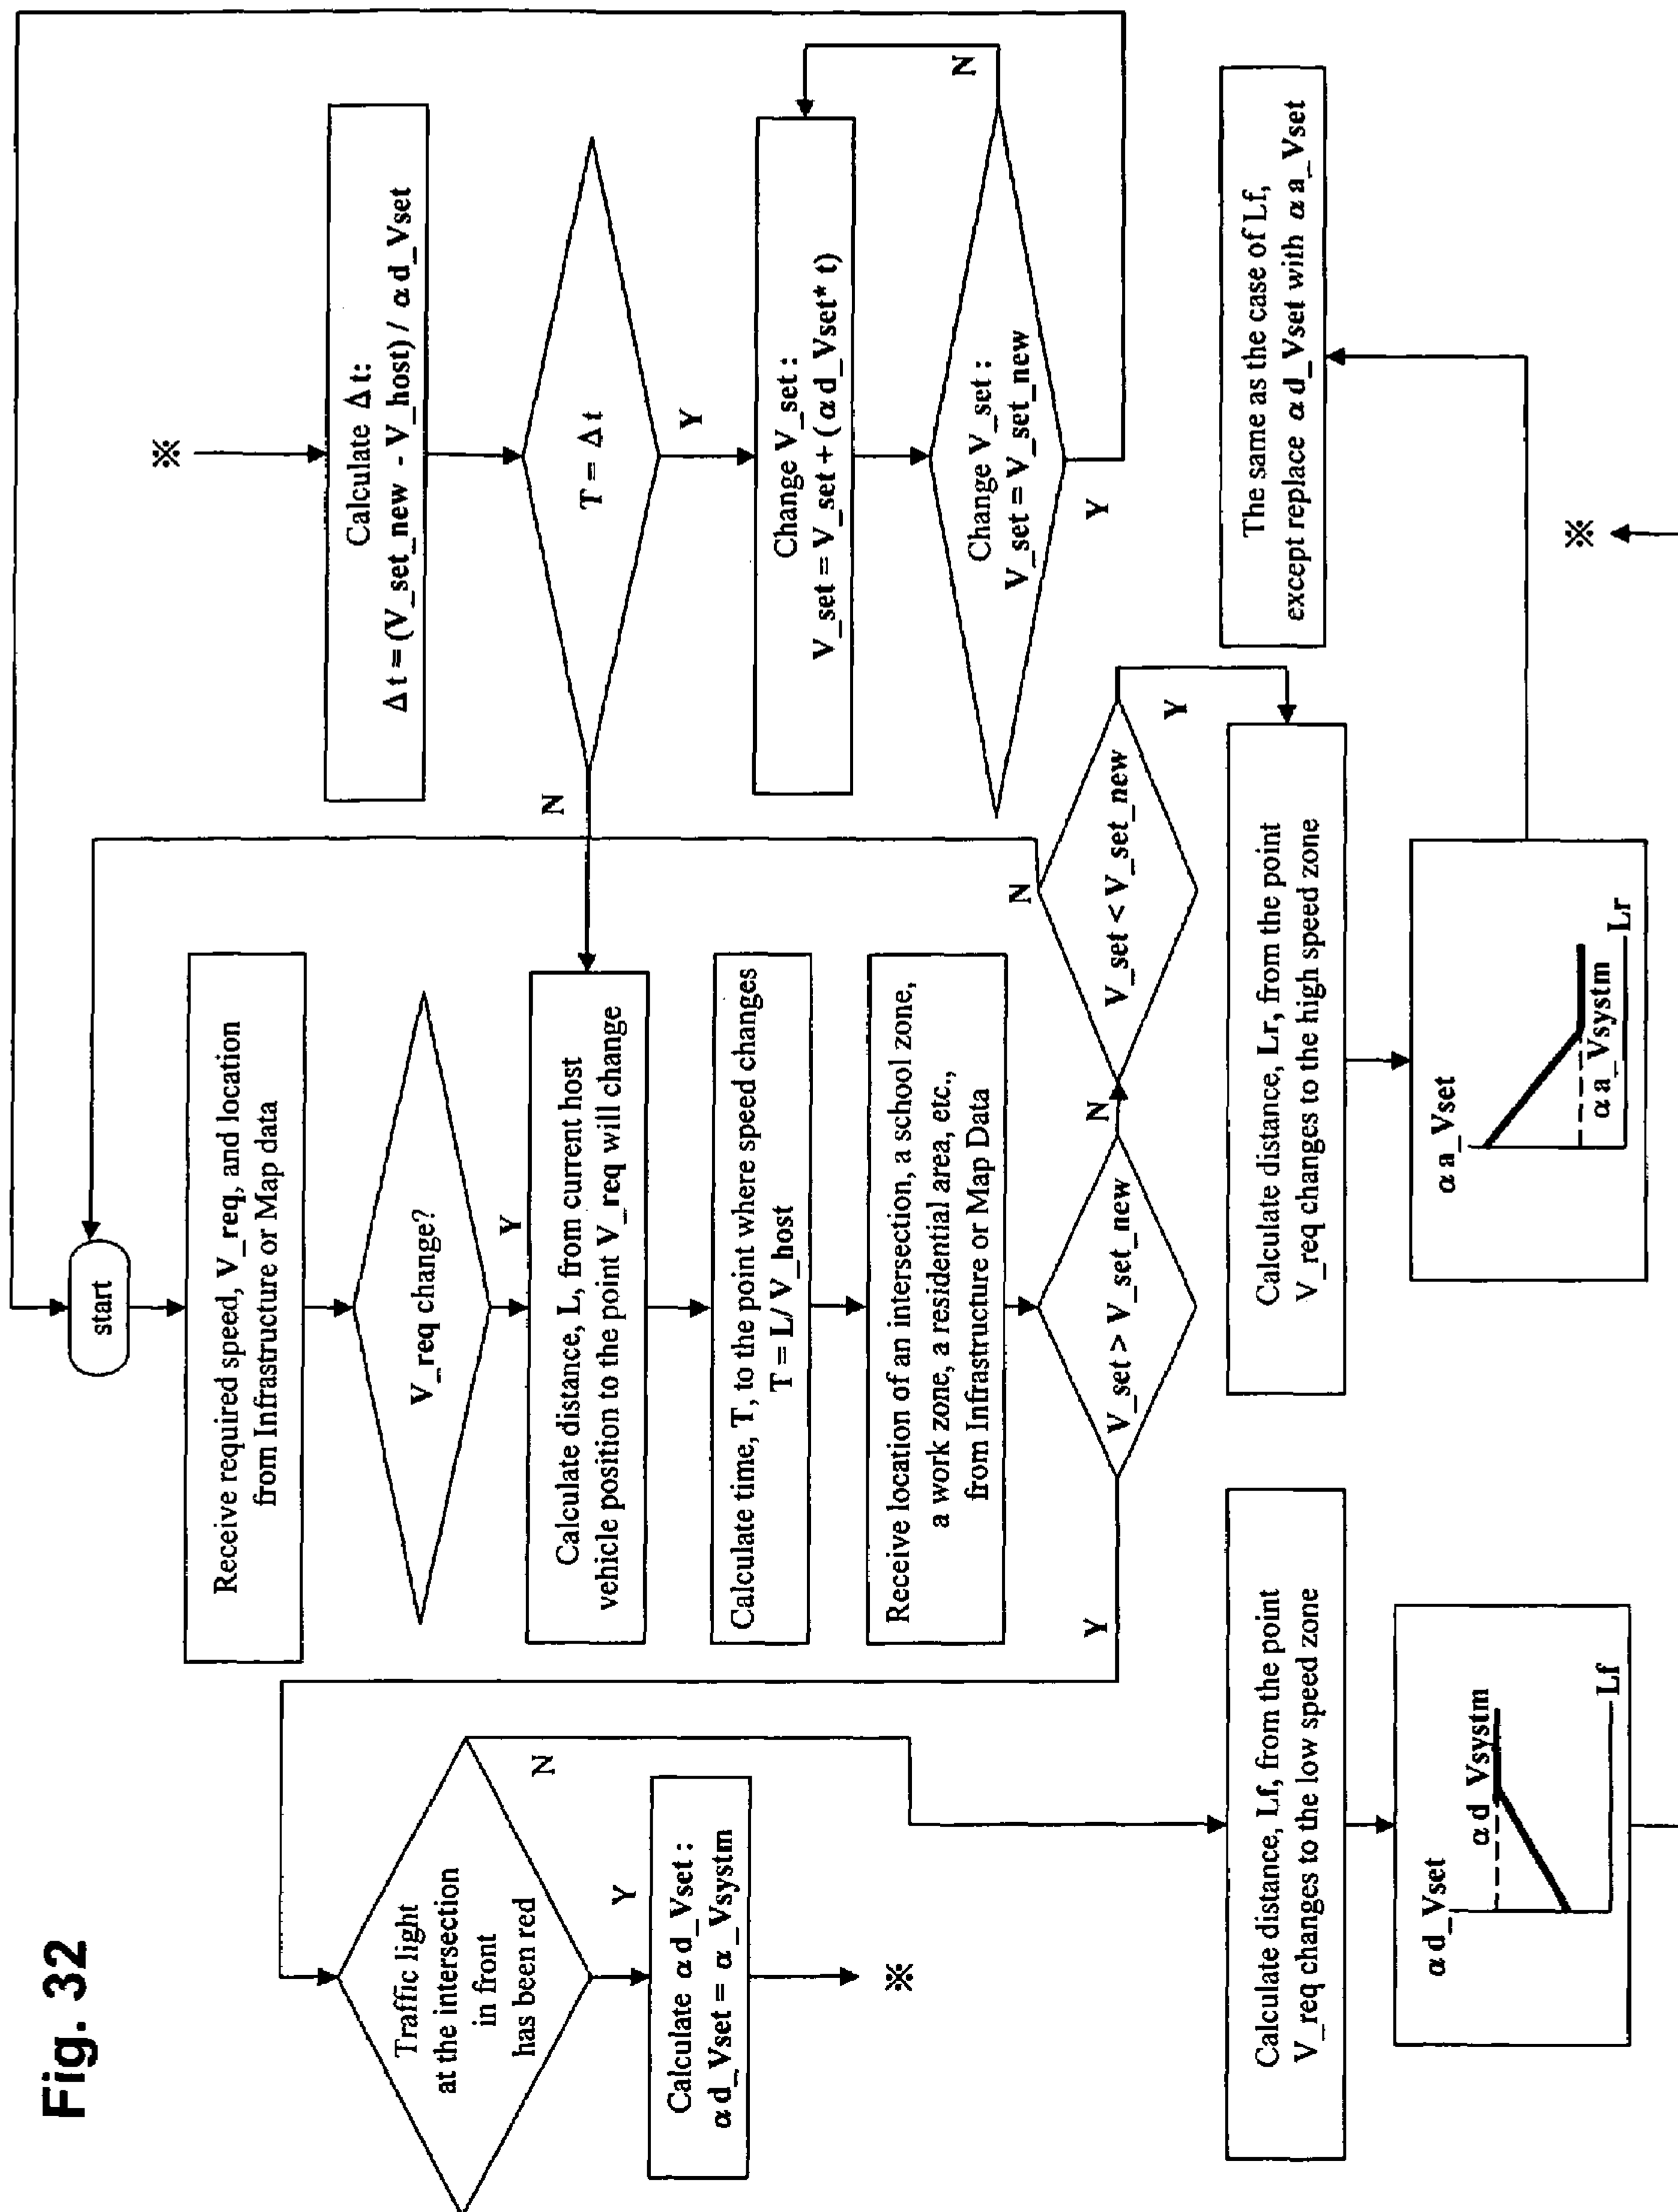 Fig. 32
start
Receive required speed, V_req, and location
from Infrastructure or Map data
V_req change?
Y
Calculate distance, L, from current host
vehicle position to the point V_req will change
Calculate time, T, to the point where speed changes
T = L/ V_host
Receive location of an intersection, a school zone,
a work zone, a residential area, etc.,
from Infrastructure or Map Data
V_set > V_set_new
Y
N
V_set < V_set_new
N
Y
Traffic light
at the intersection
in front
has been red
N
Y
Calculate α d_Vset :
α d_Vset = α_Vsystm
※
Calculate distance, Lf, from the point
V_req changes to the low speed zone
α d_Vset
α d_Vsystm
Lf
※
Calculate distance, Lr, from the point
V_req changes to the high speed zone
α a_Vset
α a_Vsystm
Lr
The same as the case of Lf,
except replace α d_Vset with α a_Vset
※
Calculate Δ t:
Δ t = (V_set_new - V_host) / α d_Vset
T = Δ t
N
Y
Change V_set :
V_set = V_set + ( α d_Vset* t)
Change V_set :
V_set = V_set_new
N
Y